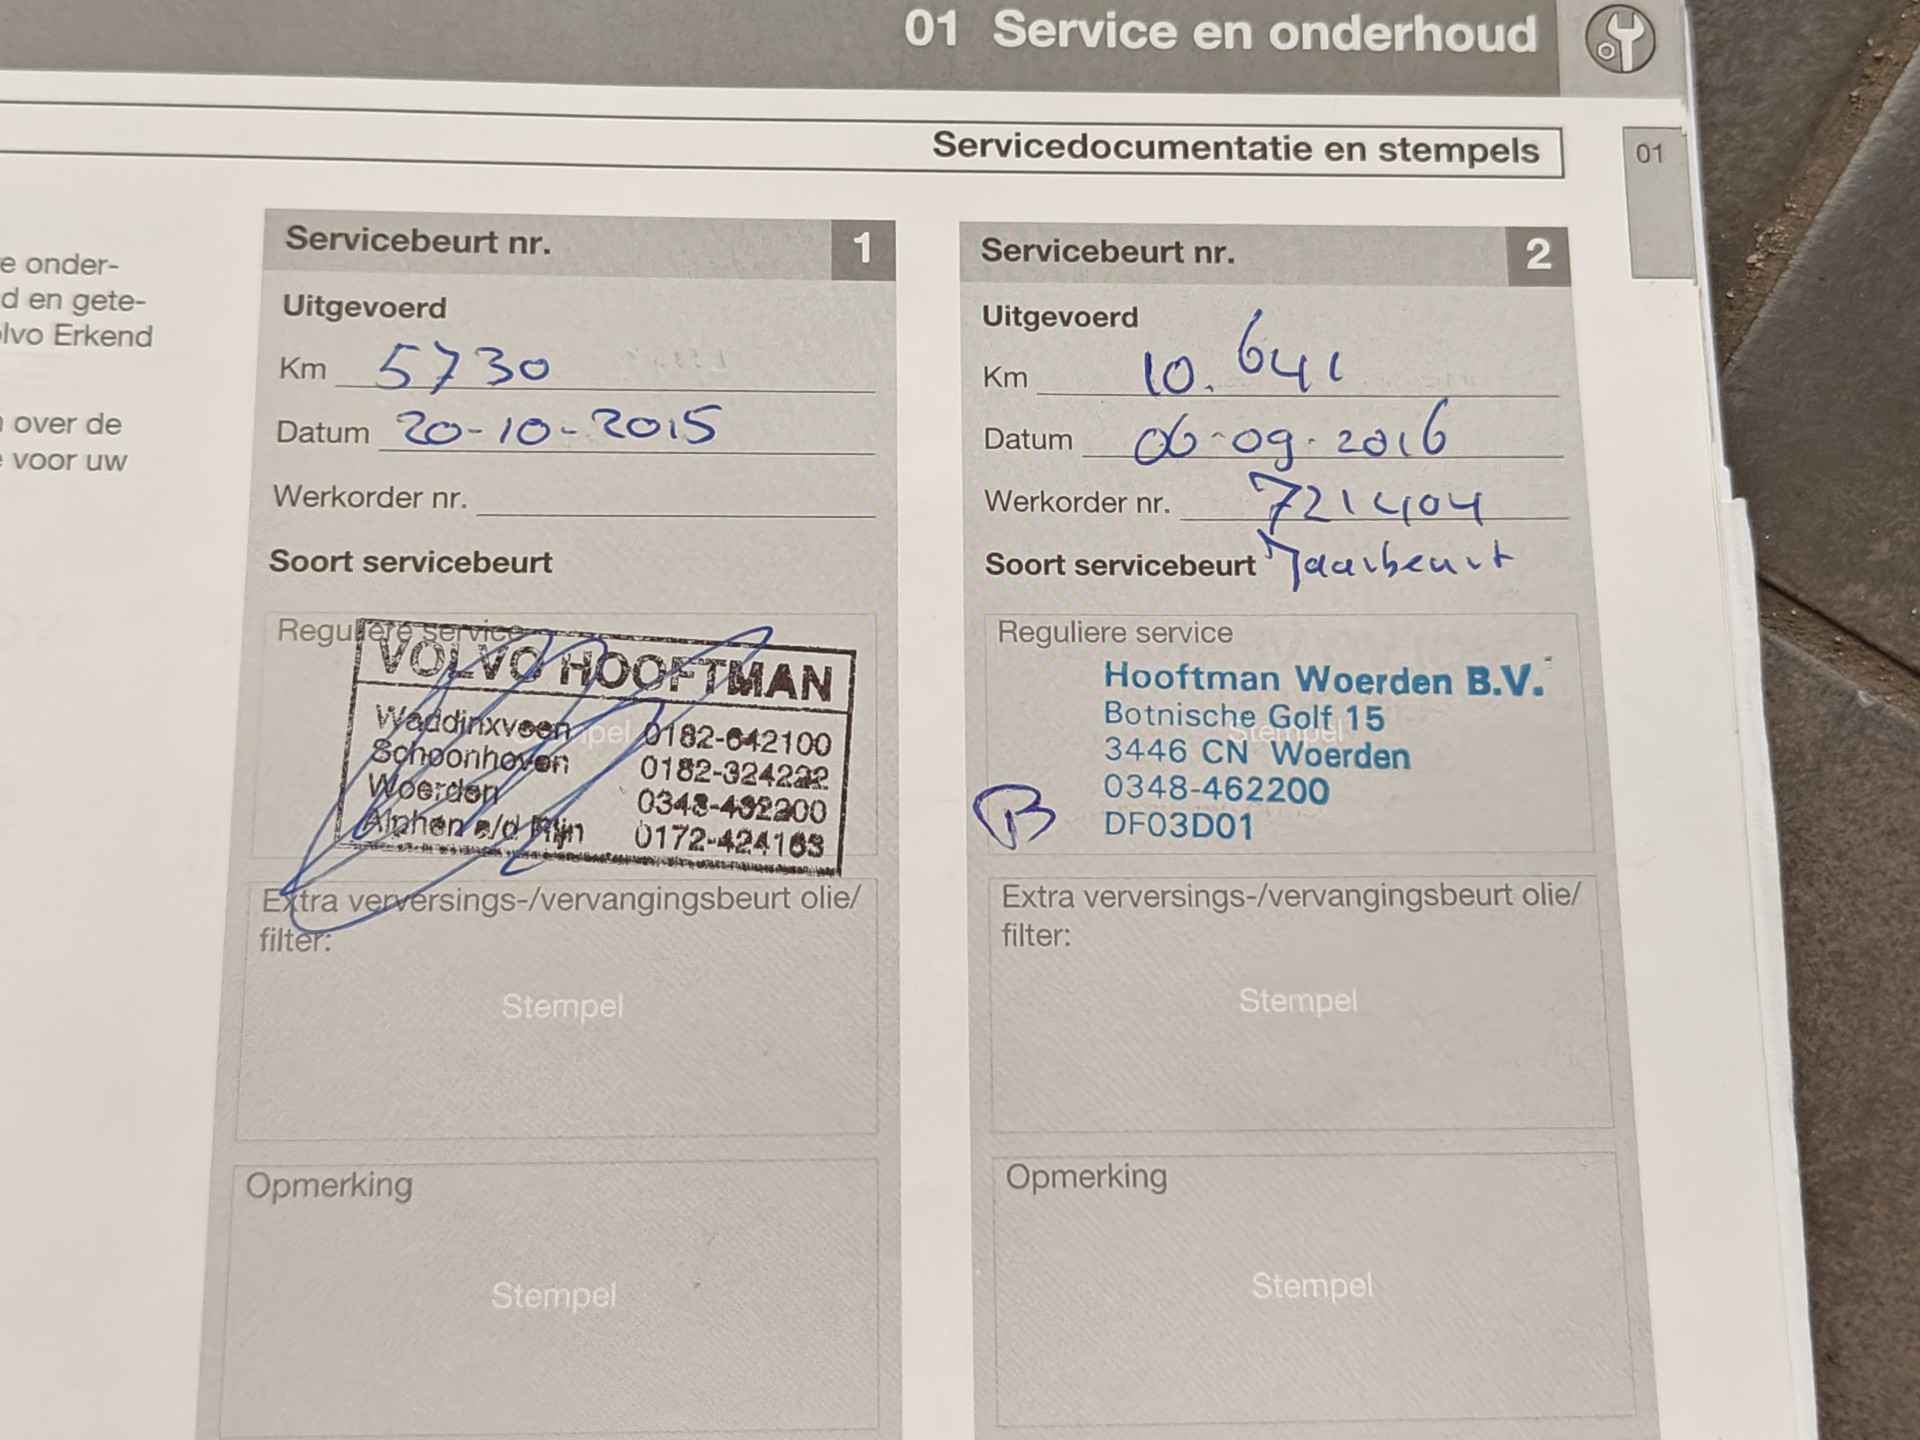 01 Service en onderhoud
Servicedocumentatie en stempels
01
e onder-
d en gete-
lvo Erkend
over de
voor uw
Servicebeurt nr. 1
Uitgevoerd
Km 5730
Datum 20-10-2015
Werkorder nr.
Soort servicebeurt
Reguliere service
Stempel
VOLVO HOOFTMAN
Waddinxveen 0182-642100
Schoonhoven 0182-324222
Woerden 0348-462200
Alphen a/d Rijn 0172-424163
Extra verversings-/vervangingsbeurt olie/
filter:
Stempel
Opmerking
Stempel
Servicebeurt nr. 2
Uitgevoerd
Km 10.641
Datum 06-09-2016
Werkorder nr. 721404
Soort servicebeurt Jaarbeurt
Reguliere service
Stempel
Hooftman Woerden B.V.
Botnische Golf 15
3446 CN Woerden
0348-462200
DF03D01
B
Extra verversings-/vervangingsbeurt olie/
filter:
Stempel
Opmerking
Stempel